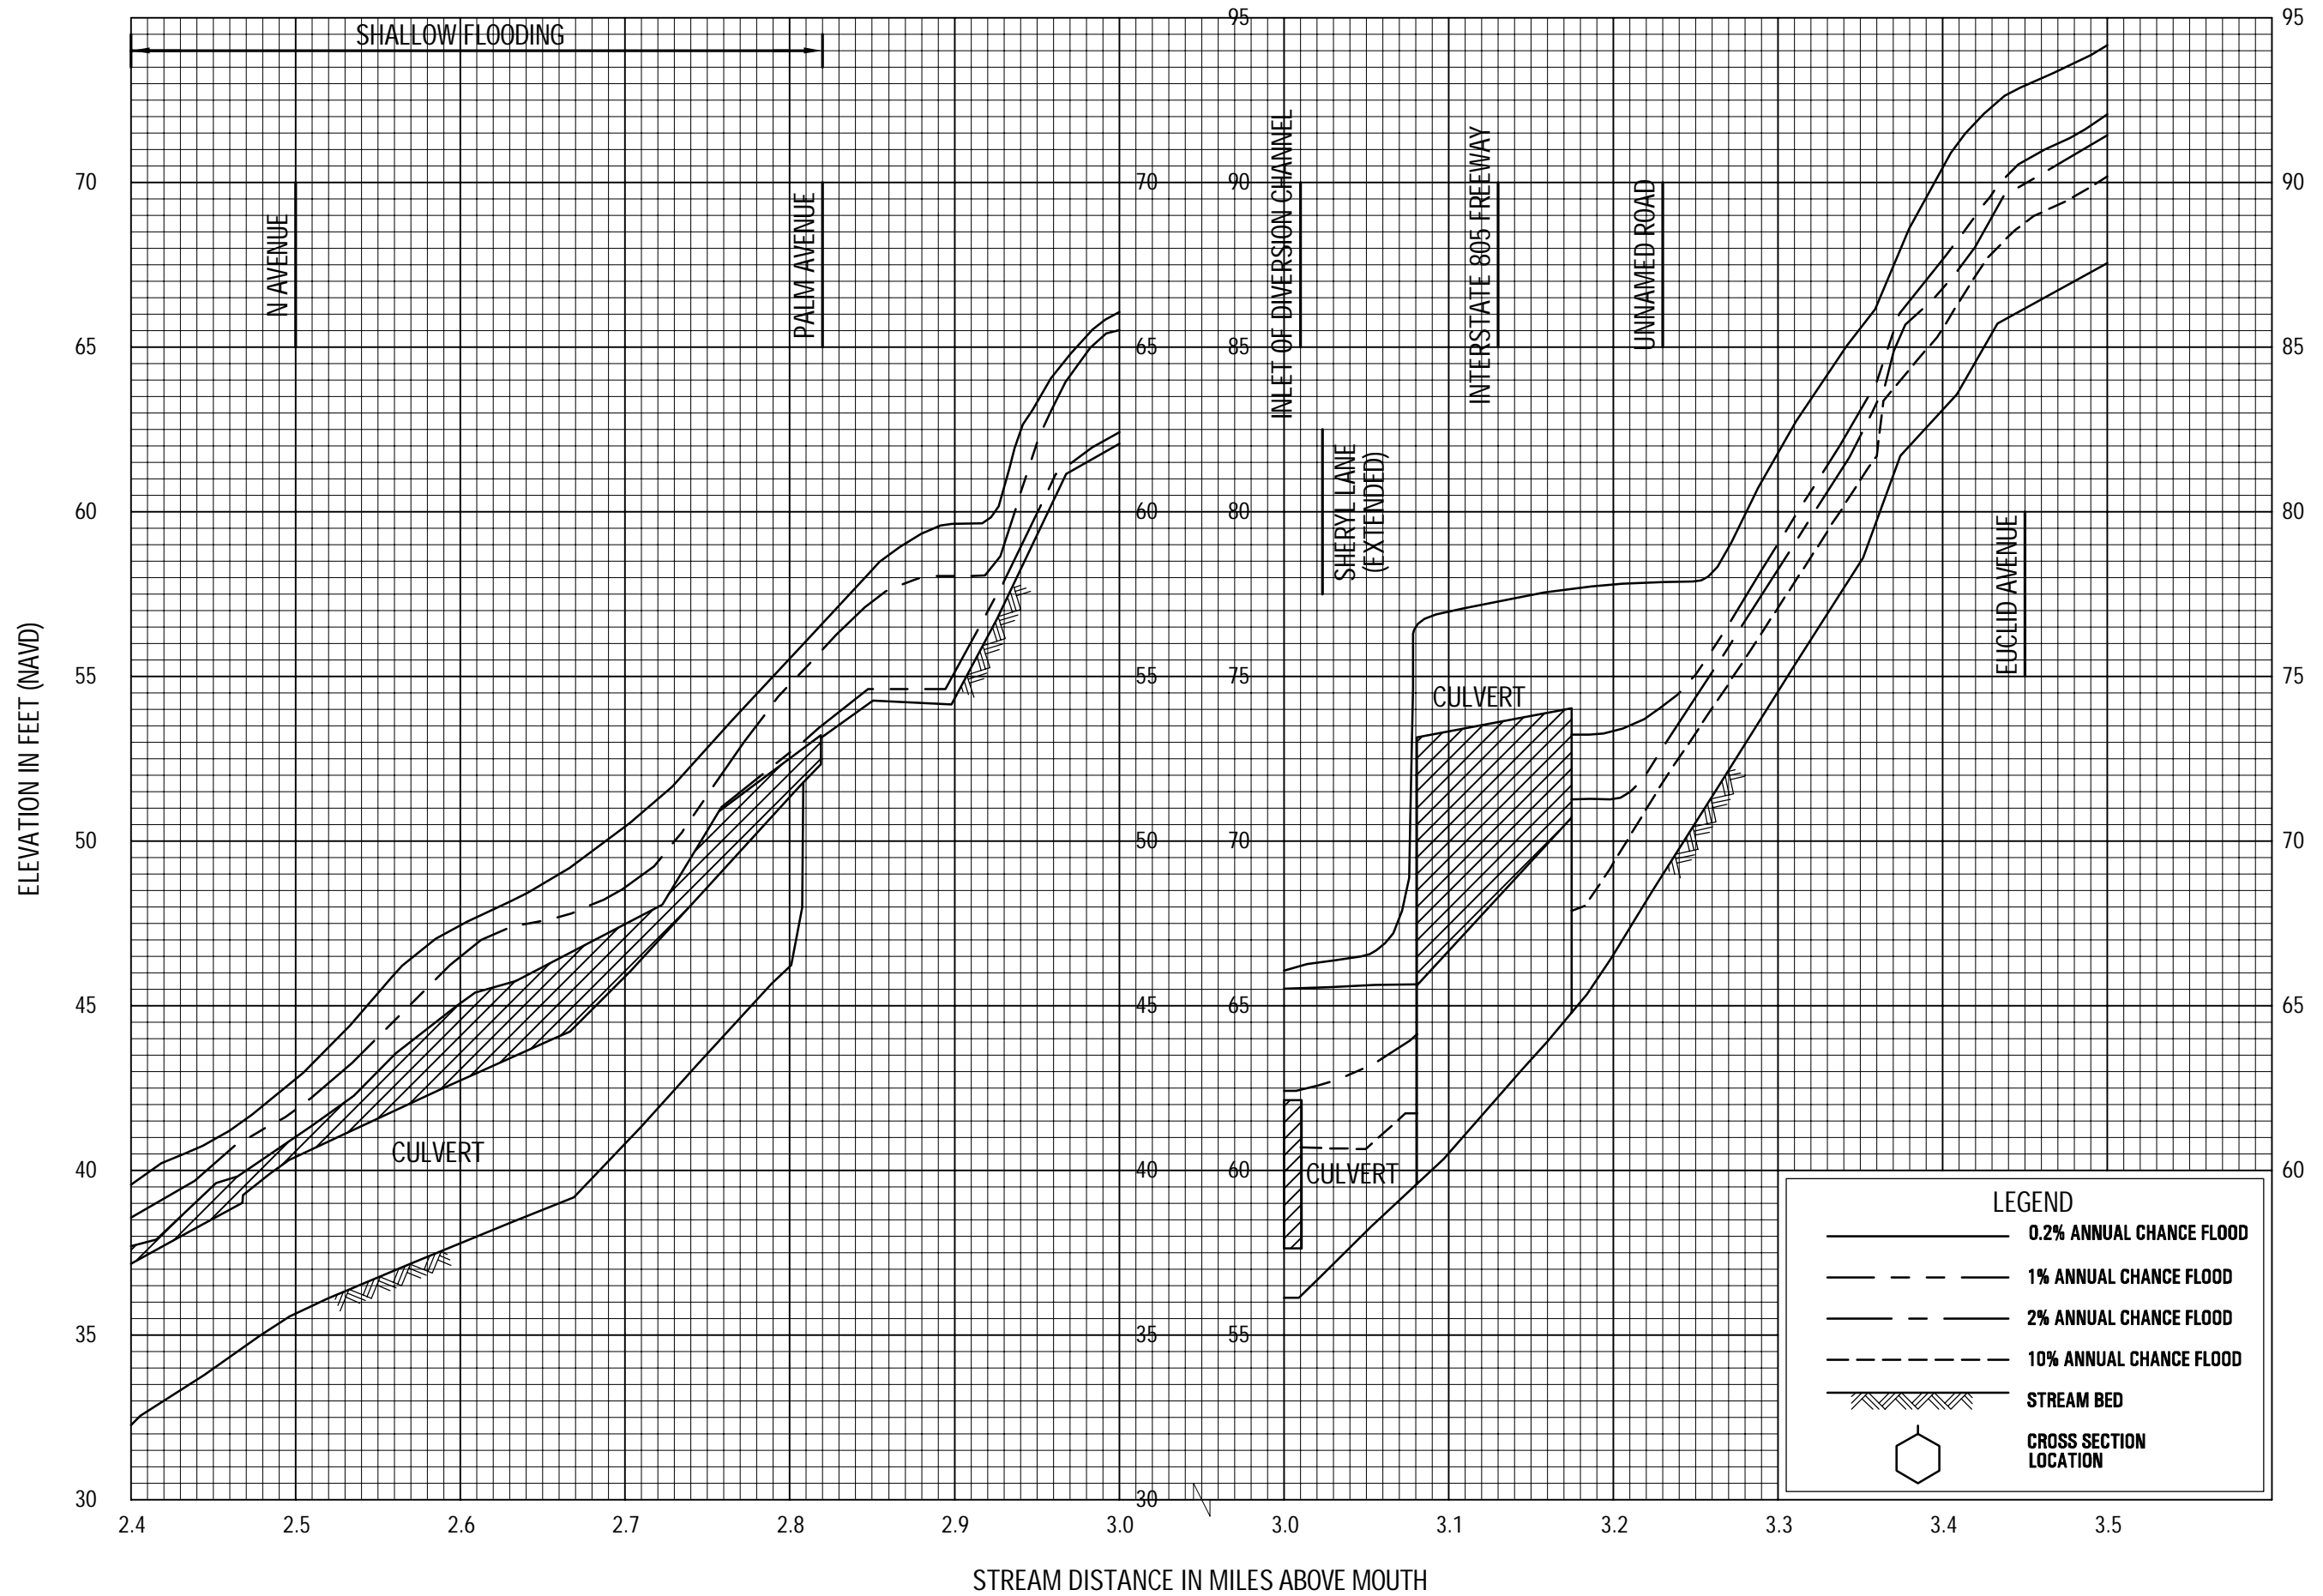 SHALLOW FLOODING
N AVENUE
PALM AVENUE
INLET OF DIVERSION CHANNEL
SHERYL LANE
(EXTENDED)
INTERSTATE 805 FREEWAY
UNNAMED ROAD
EUCLID AVENUE
CULVERT
CULVERT
CULVERT
ELEVATION IN FEET (NAVD)
70
65
60
55
50
45
40
35
30
70
65
60
55
50
45
40
35
30
95
90
85
80
75
70
65
60
55
95
90
85
80
75
70
65
60
LEGEND
0.2% ANNUAL CHANCE FLOOD
1% ANNUAL CHANCE FLOOD
2% ANNUAL CHANCE FLOOD
10% ANNUAL CHANCE FLOOD
STREAM BED
CROSS SECTION
LOCATION
2.4 2.5 2.6 2.7 2.8 2.9 3.0 3.0 3.1 3.2 3.3 3.4 3.5
STREAM DISTANCE IN MILES ABOVE MOUTH